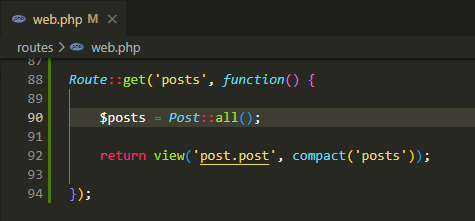 web.php M
routes > web.php
87
88 Route::get('posts', function() {
89
90 $posts = Post::all();
91
92 return view('post.post', compact('posts'));
93
94 });